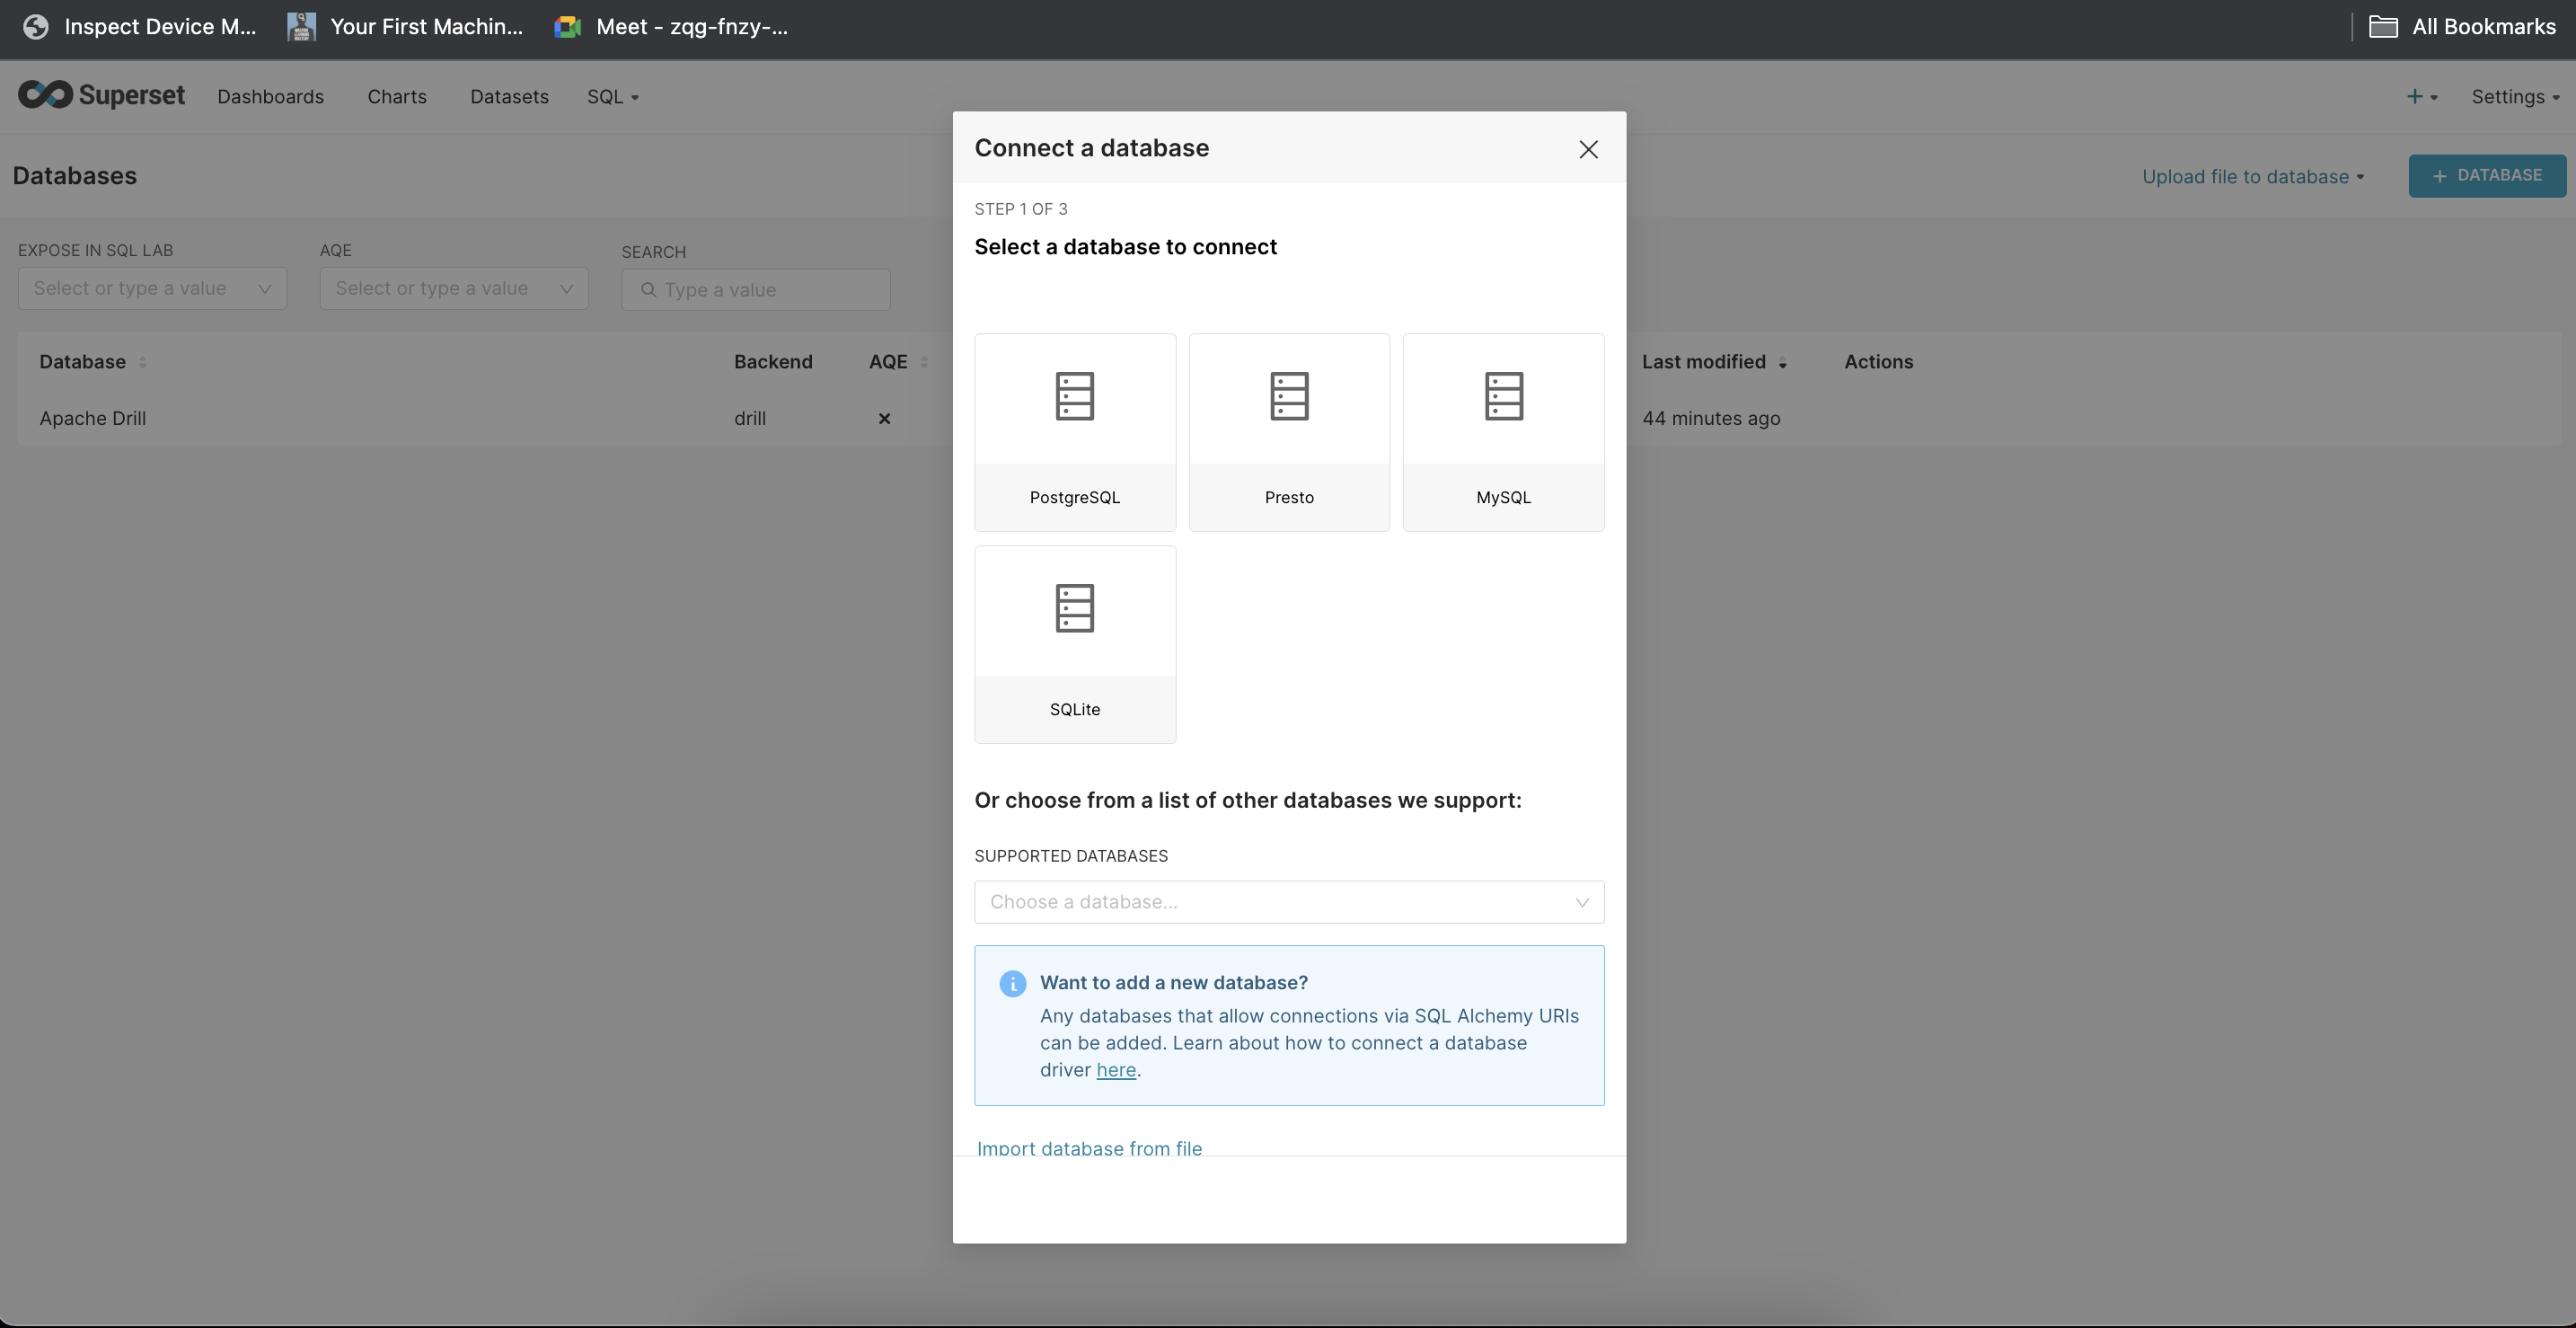 Inspect Device M...
Your First Machin...
Meet - zqg-fnzy-...
All Bookmarks
Superset
Dashboards
Charts
Datasets
SQL
Settings
Databases
Upload file to database
+ DATABASE
EXPOSE IN SQL LAB
AQE
SEARCH
Select or type a value
Select or type a value
Type a value
Database
Backend
AQE
Last modified
Actions
Apache Drill
drill
44 minutes ago
Connect a database
STEP 1 OF 3
Select a database to connect
PostgreSQL
Presto
MySQL
SQLite
Or choose from a list of other databases we support:
SUPPORTED DATABASES
Choose a database...
Want to add a new database?
Any databases that allow connections via SQL Alchemy URIs
can be added. Learn about how to connect a database
driver here.
Import database from file